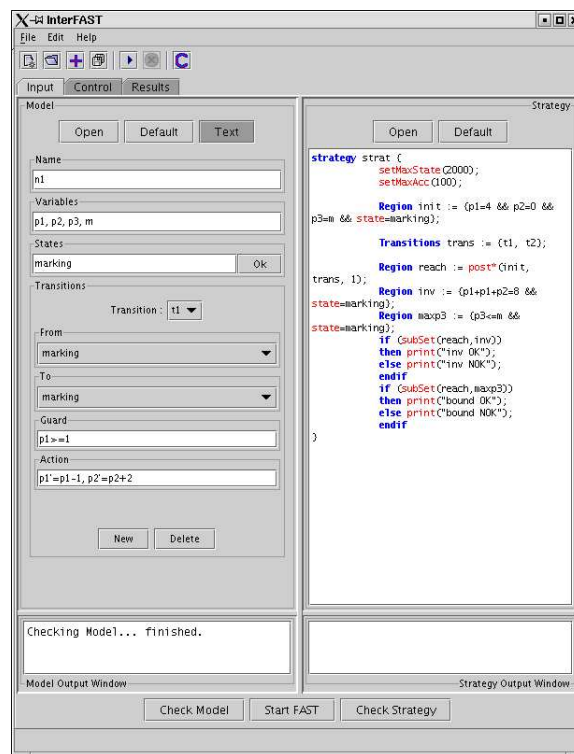 InterFAST
File Edit Help
Input Control Results
Model
Open Default Text
Name
n1
Variables
p1, p2, p3, m
States
marking Ok
Transitions
Transition : t1
From
marking
To
marking
Guard
p1>=1
Action
p1'=p1-1, p2'=p2+2
New Delete
Checking Model... finished.
Model Output Window
Strategy
Open Default
strategy strat {
setMaxState(2000);
setMaxAcc(100);
Region init := {p1=4 && p2=0 &&
p3=m && state=marking};
Transitions trans := {t1, t2};
Region reach := post*(init,
trans, 1);
Region inv := {p1+p1+p2=8 &&
state=marking};
Region maxp3 := {p3<=m &&
state=marking};
if (subSet(reach,inv))
then print("inv OK");
else print("inv NOK");
endif
if (subSet(reach,maxp3))
then print("bound OK");
else print("bound NOK");
endif
}
Strategy Output Window
Check Model Start FAST Check Strategy